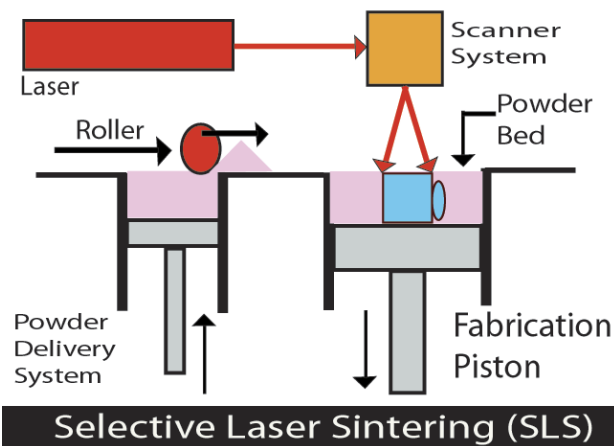 Laser
Scanner
System
Roller
Powder
Bed
Powder
Delivery
System
Fabrication
Piston
Selective Laser Sintering (SLS)